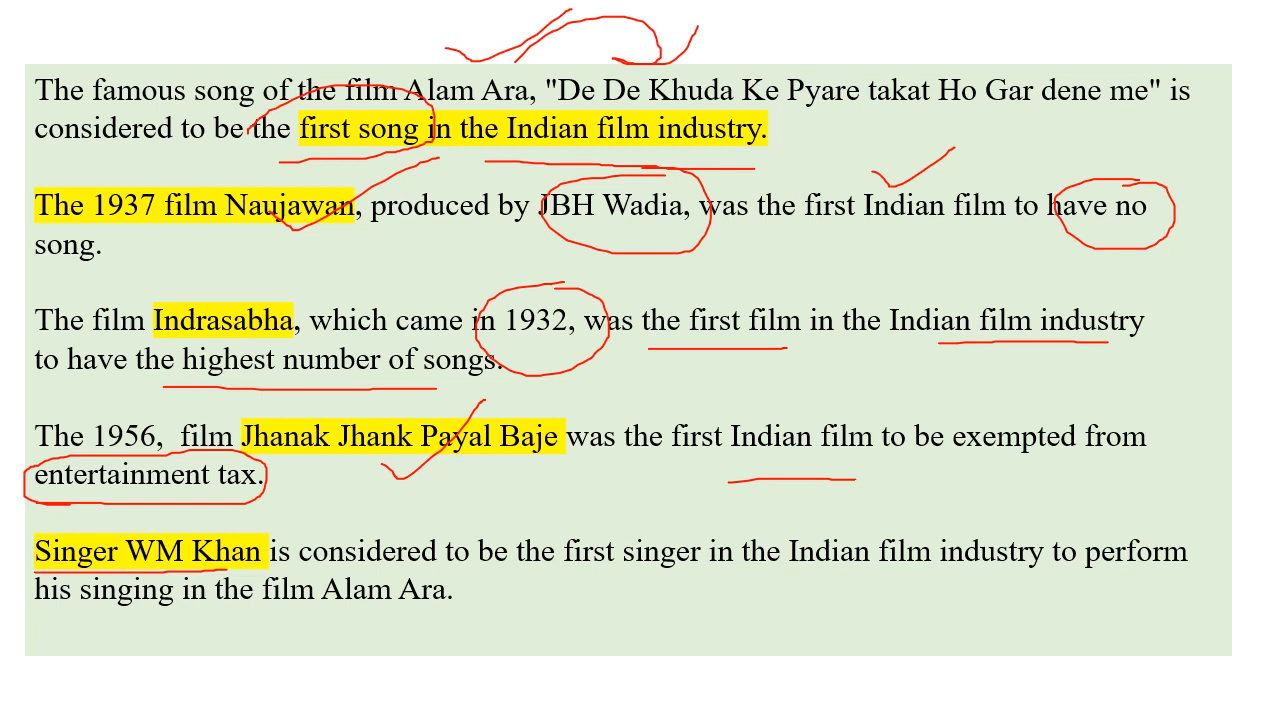 The famous song of the film Alam Ara, "De De Khuda Ke Pyare takat Ho Gar dene me" is
considered to be the first song in the Indian film industry.
The 1937 film Naujawan, produced by JBH Wadia, was the first Indian film to have no
song.
The film Indrasabha, which came in 1932, was the first film in the Indian film industry
to have the highest number of songs.
The 1956,  film Jhanak Jhank Payal Baje was the first Indian film to be exempted from
entertainment tax.
Singer WM Khan is considered to be the first singer in the Indian film industry to perform
his singing in the film Alam Ara.